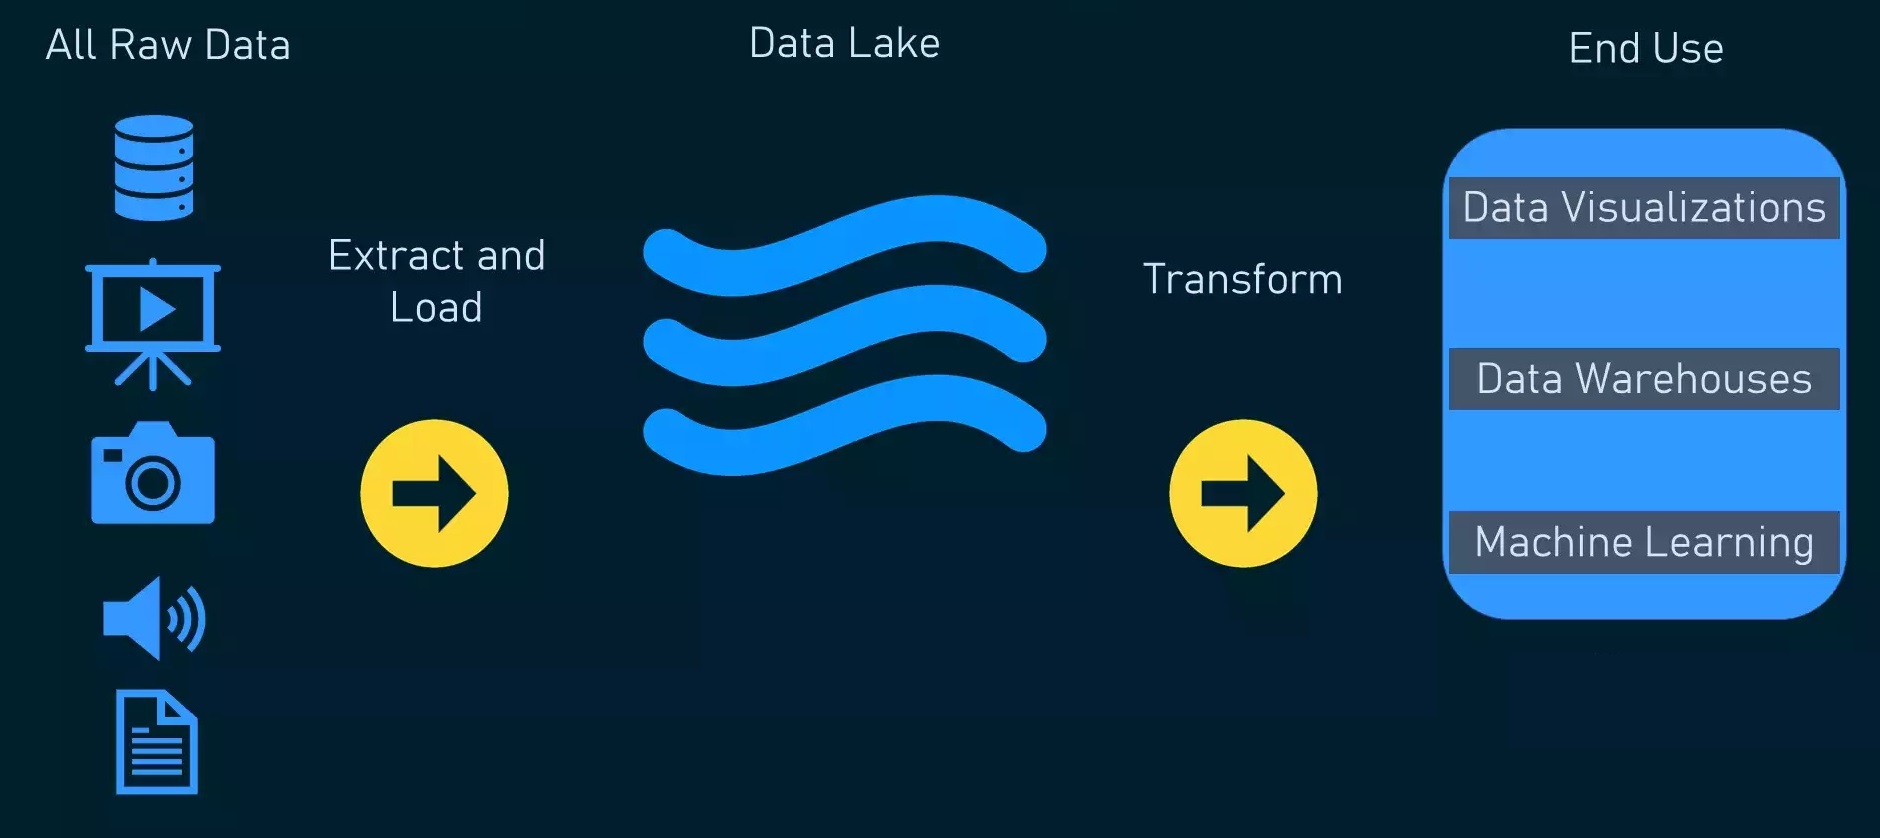 All Raw Data
Data Lake
End Use
Extract and
Load
Transform
Data Visualizations
Data Warehouses
Machine Learning